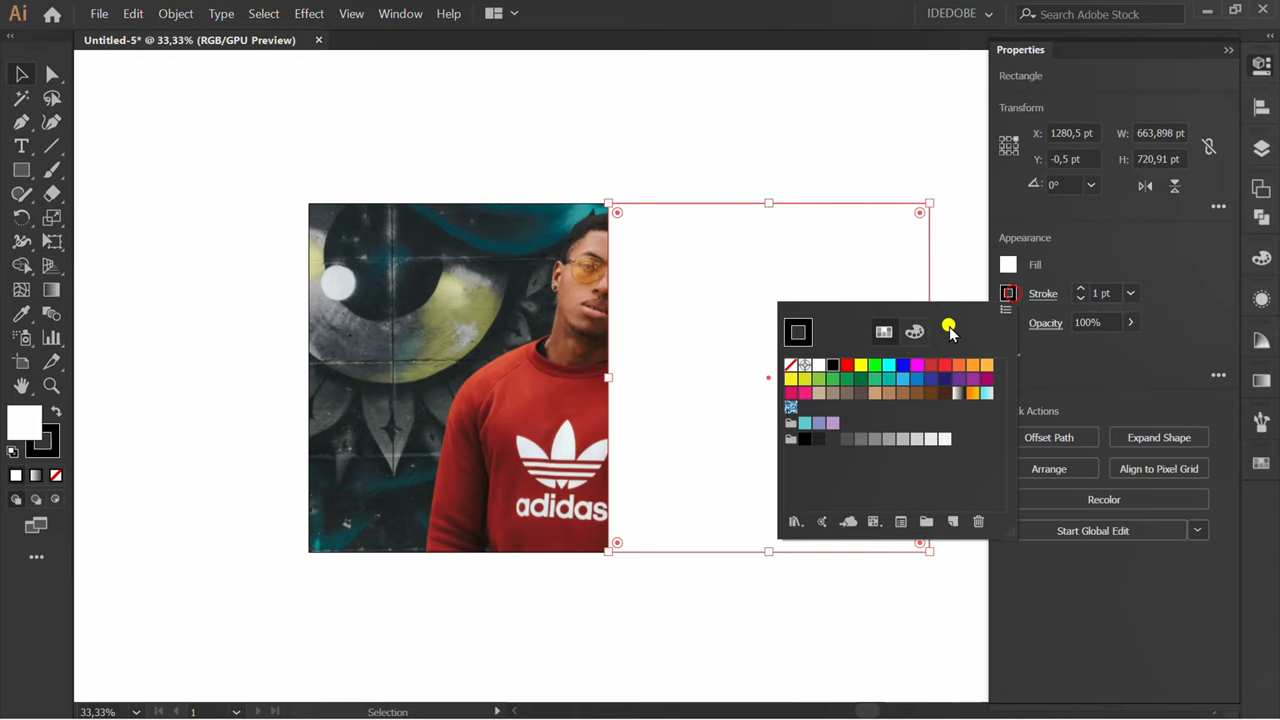 Ai File Edit Object Type Select Effect View Window Help IDEDOBE Search Adobe Stock
Untitled-5* @ 33,33% (RGB/GPU Preview)
Properties
Rectangle
Transform
X: 1280,5 pt W: 663,898 pt
Y: -0,5 pt H: 720,91 pt
0°
Appearance
Fill
Stroke 1 pt
Opacity 100%
k Actions
Offset Path Expand Shape
Arrange Align to Pixel Grid
Recolor
Start Global Edit
adidas
33,33% 1 Selection